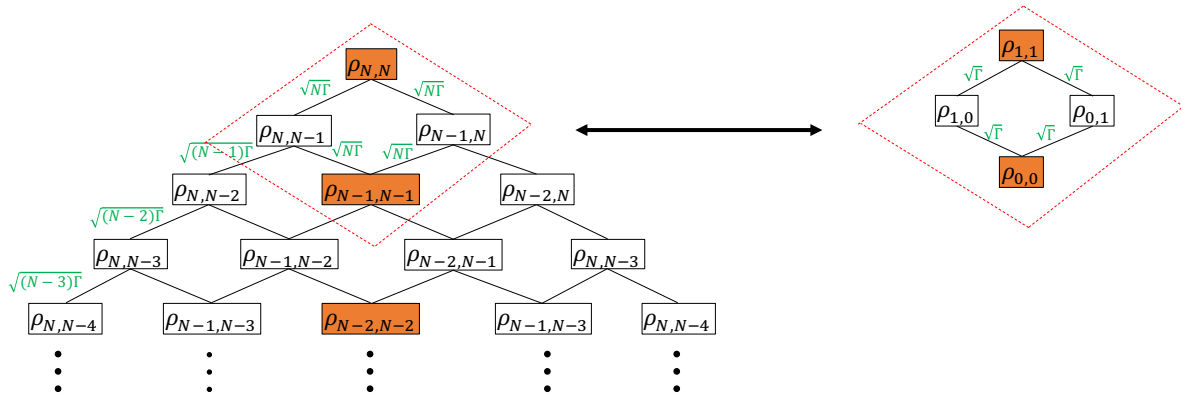 ρ_{N,N}
√(NΓ) √(NΓ)
ρ_{N,N−1} ρ_{N−1,N}
√((N−1)Γ) √(NΓ) √(NΓ)
ρ_{N,N−2} ρ_{N−1,N−1} ρ_{N−2,N}
√((N−2)Γ)
ρ_{N,N−3} ρ_{N−1,N−2} ρ_{N−2,N−1} ρ_{N,N−3}
√((N−3)Γ)
ρ_{N,N−4} ρ_{N−1,N−3} ρ_{N−2,N−2} ρ_{N−1,N−3} ρ_{N,N−4}
ρ_{1,1}
√Γ √Γ
ρ_{1,0} ρ_{0,1}
√Γ √Γ
ρ_{0,0}